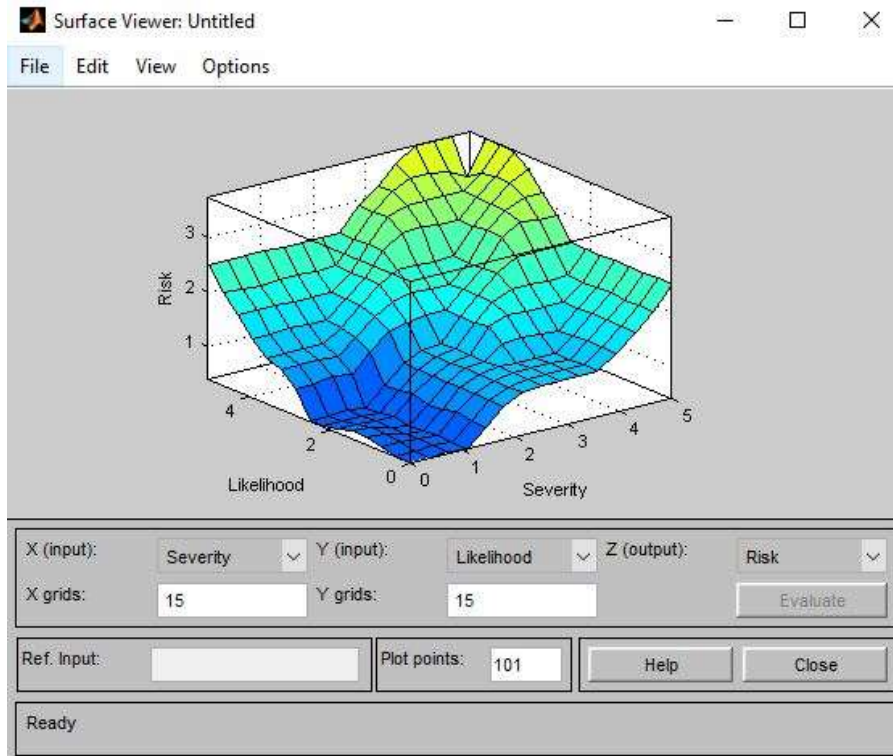 Surface Viewer: Untitled
File Edit View Options
3
2
1
Risk
4
2
0
Likelihood
0 1 2 3 4 5
Severity
X (input): Severity Y (input): Likelihood Z (output): Risk
X grids: 15 Y grids: 15 Evaluate
Ref. Input: Plot points: 101 Help Close
Ready